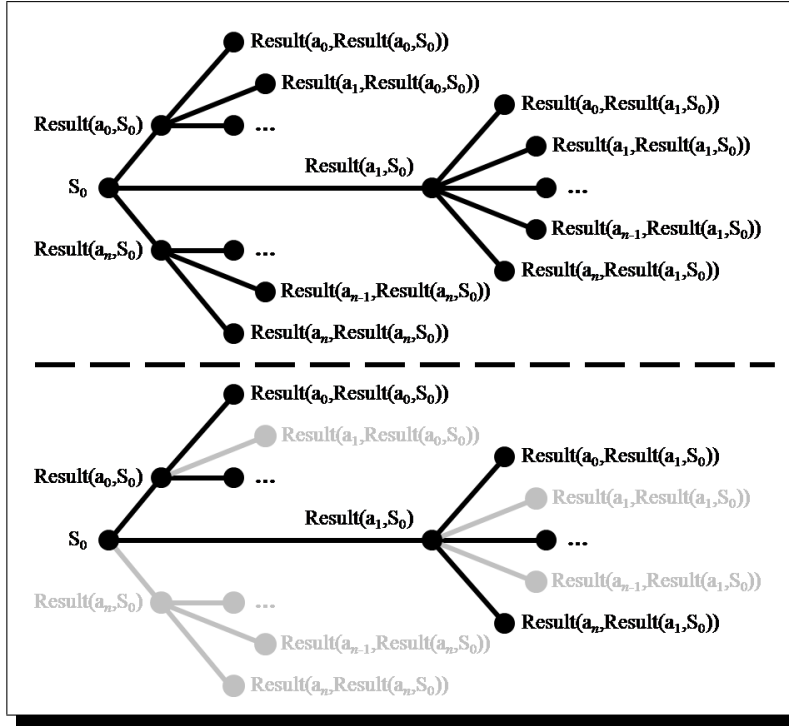 Result(a₀,Result(a₀,S₀))
Result(a₁,Result(a₀,S₀))
Result(a₀,S₀)
...
Result(a₀,Result(a₁,S₀))
Result(a₁,Result(a₁,S₀))
Result(a₁,S₀)
S₀
...
Result(aₙ₋₁,Result(a₁,S₀))
Result(aₙ,S₀)
...
Result(aₙ,Result(a₁,S₀))
Result(aₙ₋₁,Result(aₙ,S₀))
Result(aₙ,Result(aₙ,S₀))
Result(a₀,Result(a₀,S₀))
Result(a₁,Result(a₀,S₀))
Result(a₀,S₀)
...
Result(a₀,Result(a₁,S₀))
Result(a₁,Result(a₁,S₀))
Result(a₁,S₀)
S₀
...
Result(aₙ₋₁,Result(a₁,S₀))
Result(aₙ,S₀)
...
Result(aₙ,Result(a₁,S₀))
Result(aₙ₋₁,Result(aₙ,S₀))
Result(aₙ,Result(aₙ,S₀))